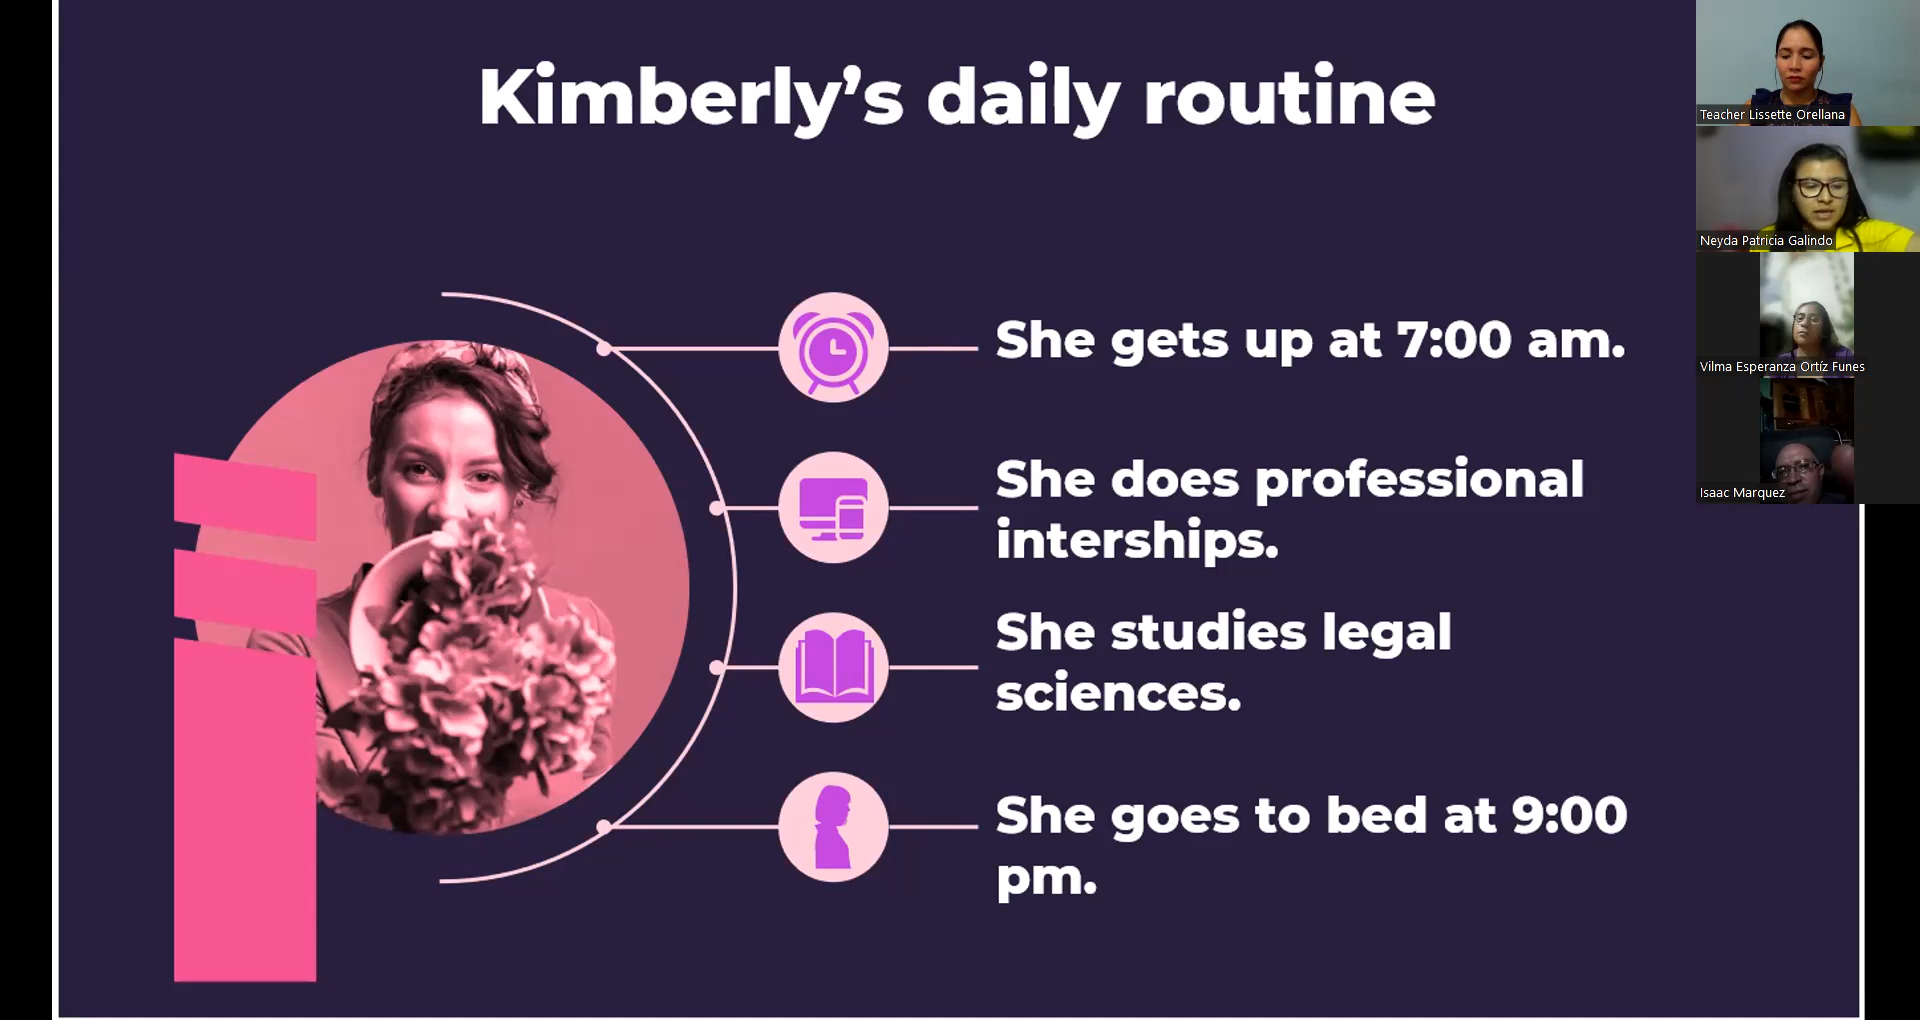 Kimberly’s daily routine
She gets up at 7:00 am.
She does professional
interships.
She studies legal
sciences.
She goes to bed at 9:00
pm.
Teacher Lissette Orellana
Neyda Patricia Galindo
Vilma Esperanza Ortíz Funes
Isaac Marquez